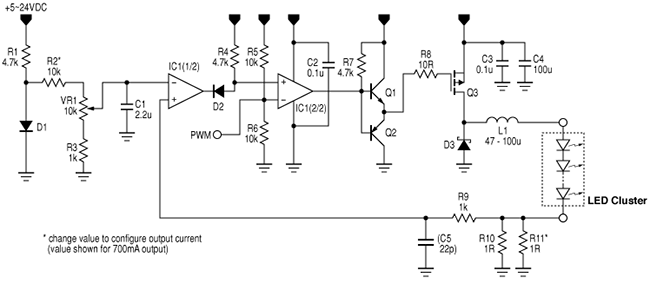 +5~24VDC
R1
4.7k
R2*
10k
VR1
10k
R3
1k
D1
C1
2.2u
IC1(1/2)
D2
R4
4.7k
R5
10k
R6
10k
PWM
C2
0.1u
IC1(2/2)
R7
4.7k
Q1
Q2
R8
10R
Q3
C3
0.1u
C4
100u
D3
L1
47 - 100u
LED Cluster
R9
1k
(C5
22p)
R10
1R
R11*
1R
* change value to configure output current
(value shown for 700mA output)